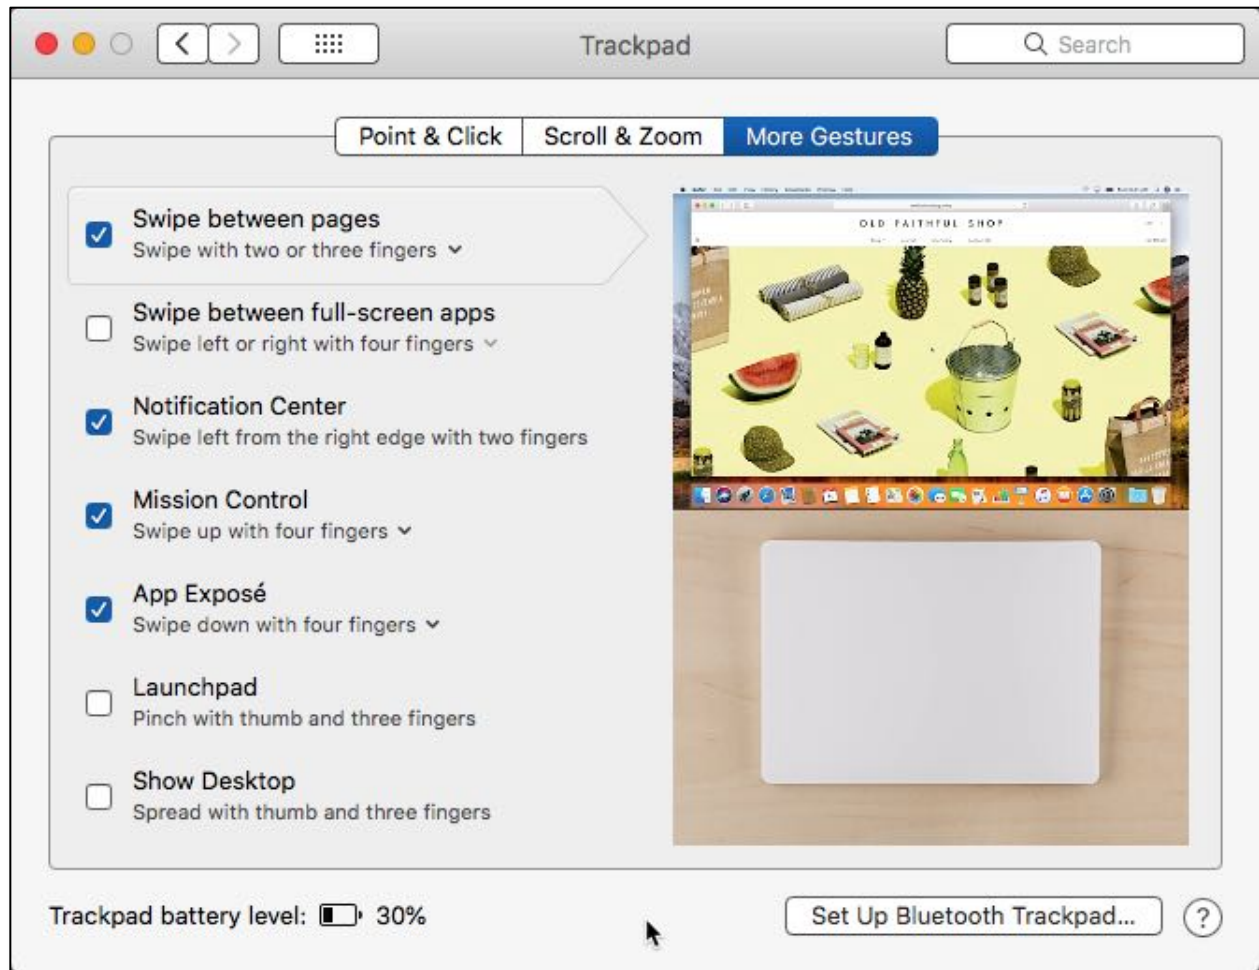 Trackpad
Search
Point & Click
Scroll & Zoom
More Gestures
Swipe between pages
Swipe with two or three fingers
Swipe between full-screen apps
Swipe left or right with four fingers
Notification Center
Swipe left from the right edge with two fingers
Mission Control
Swipe up with four fingers
App Exposé
Swipe down with four fingers
Launchpad
Pinch with thumb and three fingers
Show Desktop
Spread with thumb and three fingers
OLD FAITHFUL SHOP
Trackpad battery level: 30%
Set Up Bluetooth Trackpad...
?